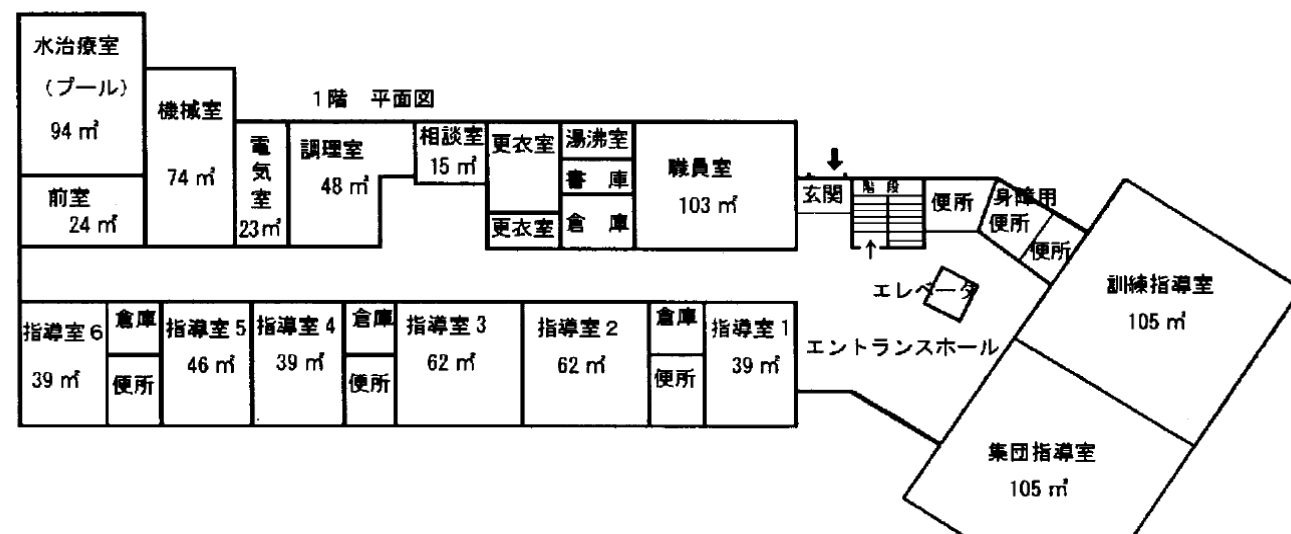 1階 平面図
水治療室
（プール）
94 ㎡
前室
24 ㎡
機械室
74 ㎡
電気室
23㎡
調理室
48 ㎡
相談室
15 ㎡
更衣室
更衣室
湯沸室
書 庫
倉 庫
職員室
103 ㎡
玄関
階 段
便所
身障用
便所
便所
エレベータ
エントランスホール
訓練指導室
105 ㎡
集団指導室
105 ㎡
指導室6
39 ㎡
倉庫
便所
指導室5
46 ㎡
指導室4
39 ㎡
倉庫
便所
指導室3
62 ㎡
指導室2
62 ㎡
倉庫
便所
指導室1
39 ㎡